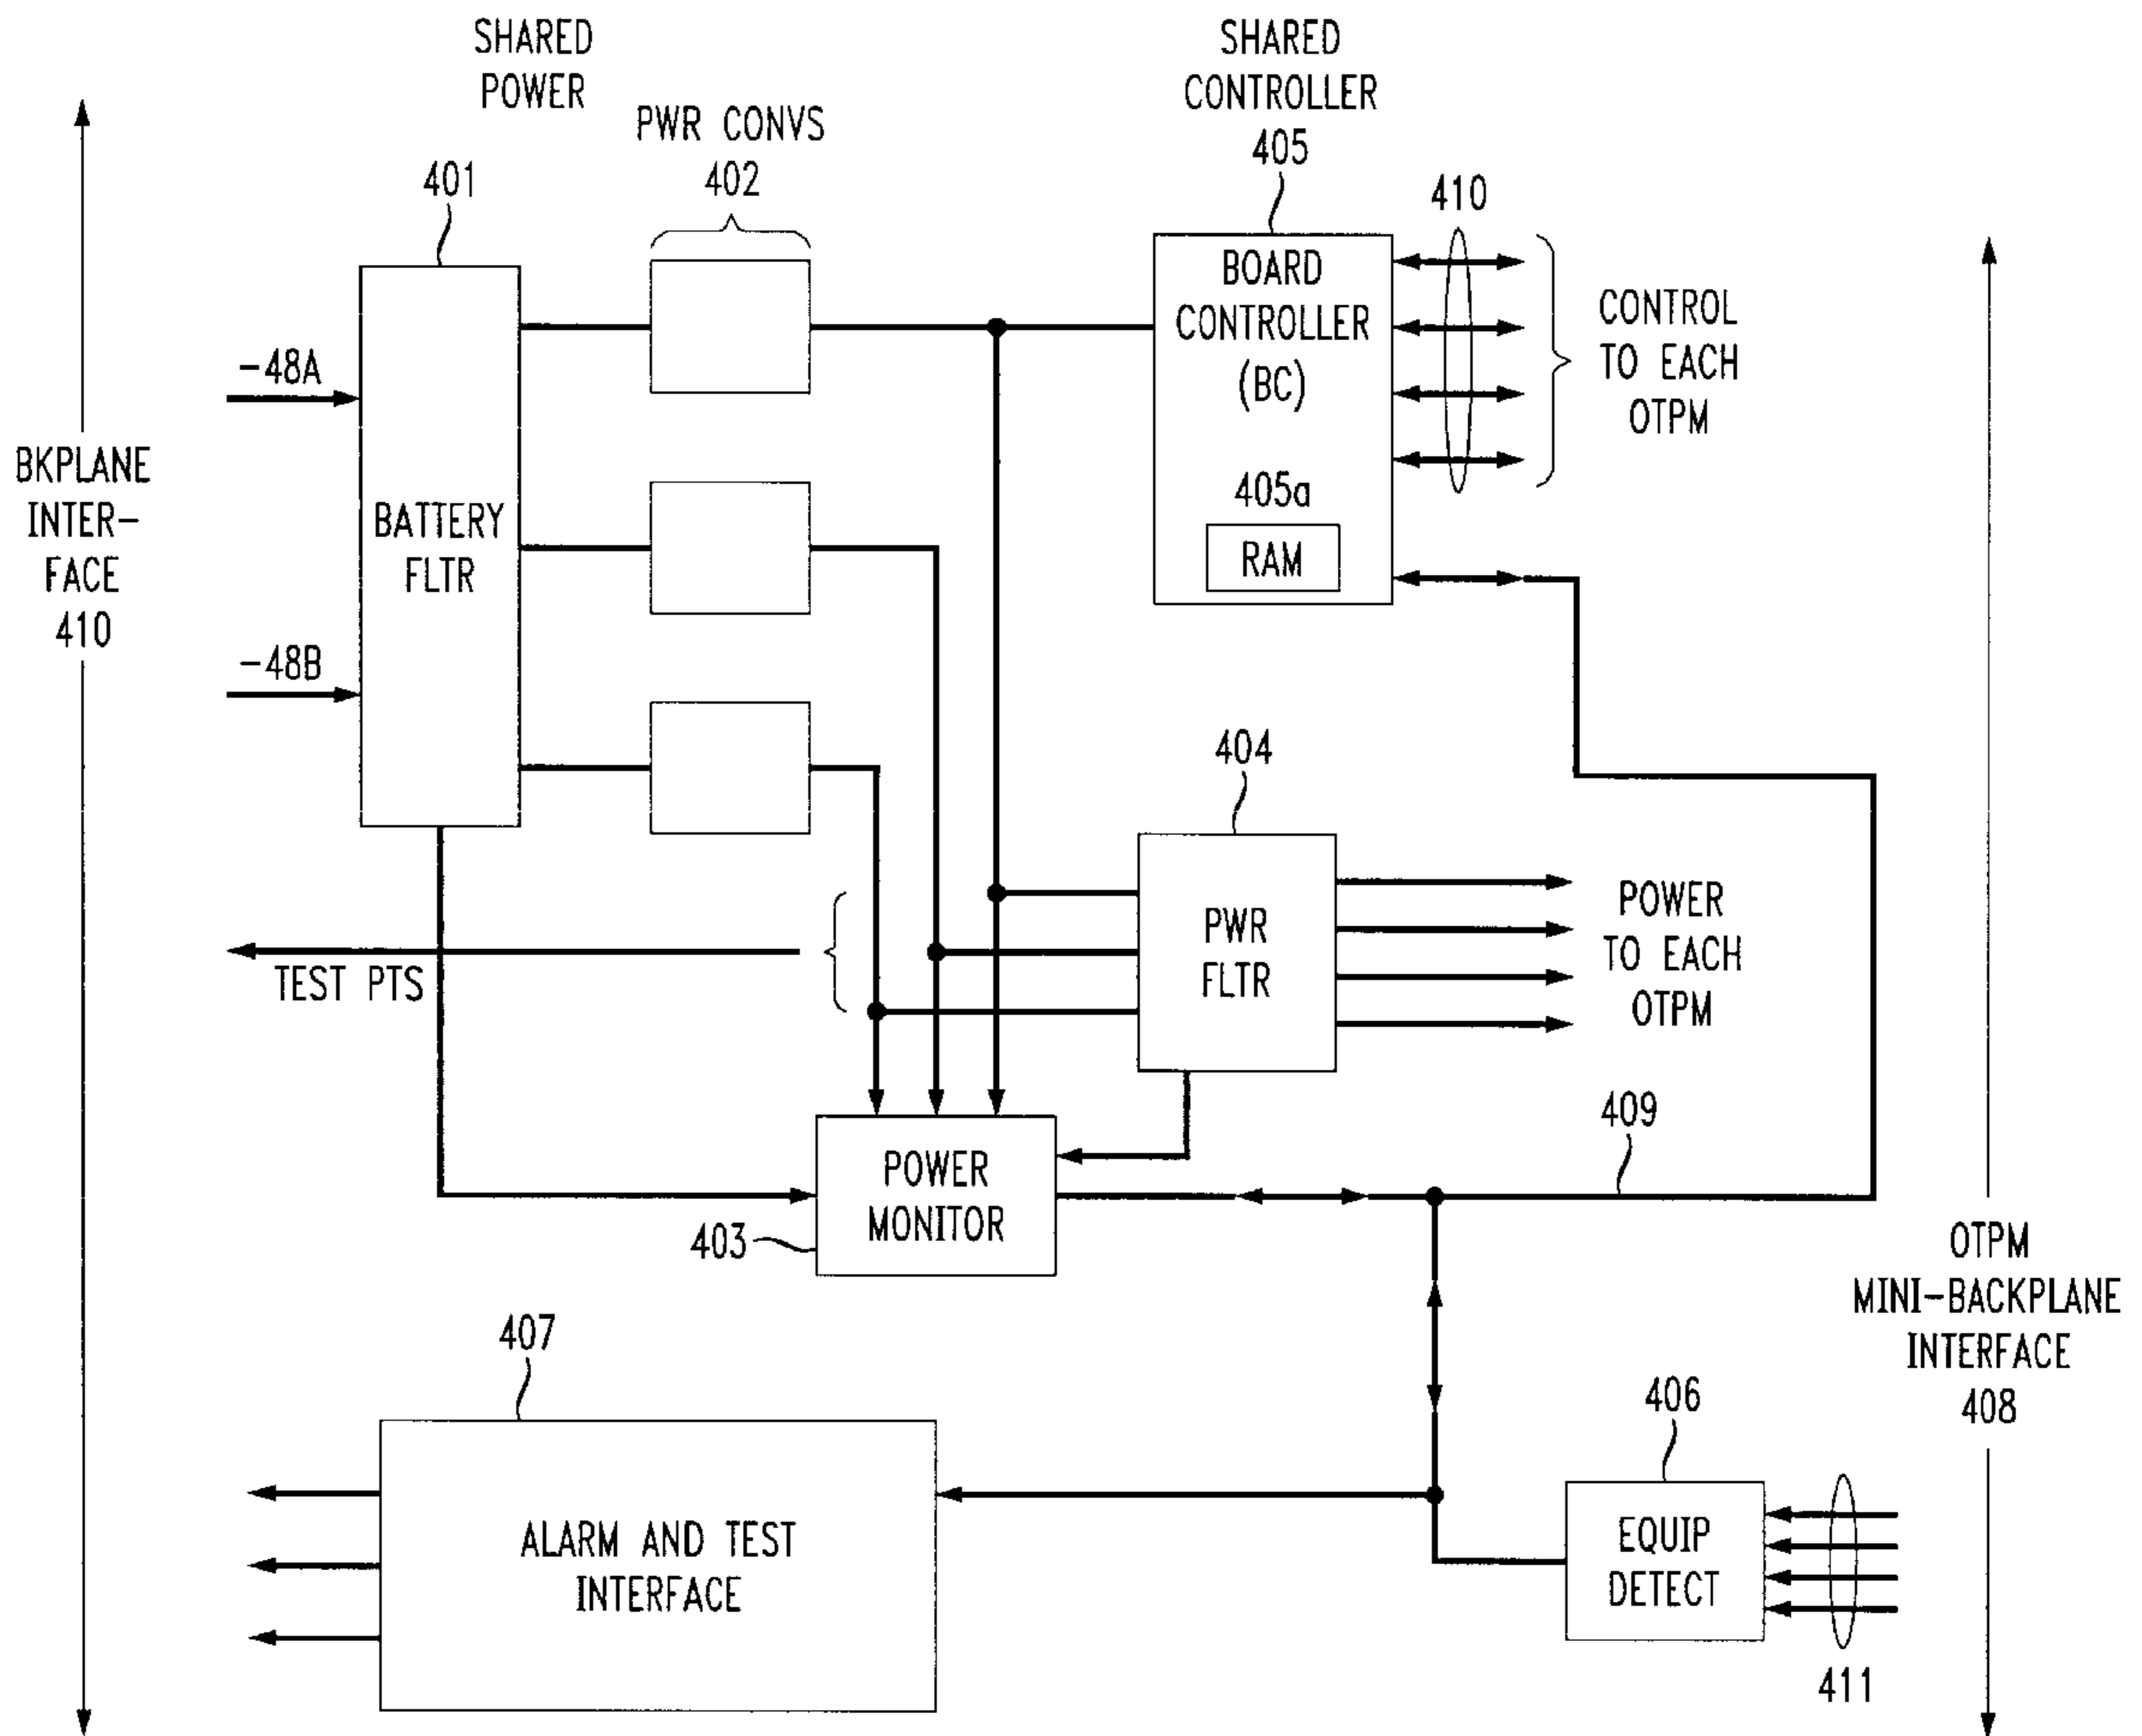 SHARED
POWER
SHARED
CONTROLLER
405
PWR CONVS
402
401
410
BOARD
CONTROLLER
(BC)
405a
RAM
CONTROL
TO EACH
OTPM
-48A
BKPLANE
INTER-
FACE
410
BATTERY
FLTR
-48B
404
PWR
FLTR
POWER
TO EACH
OTPM
TEST PTS
409
POWER
MONITOR
403
OTPM
MINI-BACKPLANE
INTERFACE
408
407
ALARM AND TEST
INTERFACE
406
EQUIP
DETECT
411